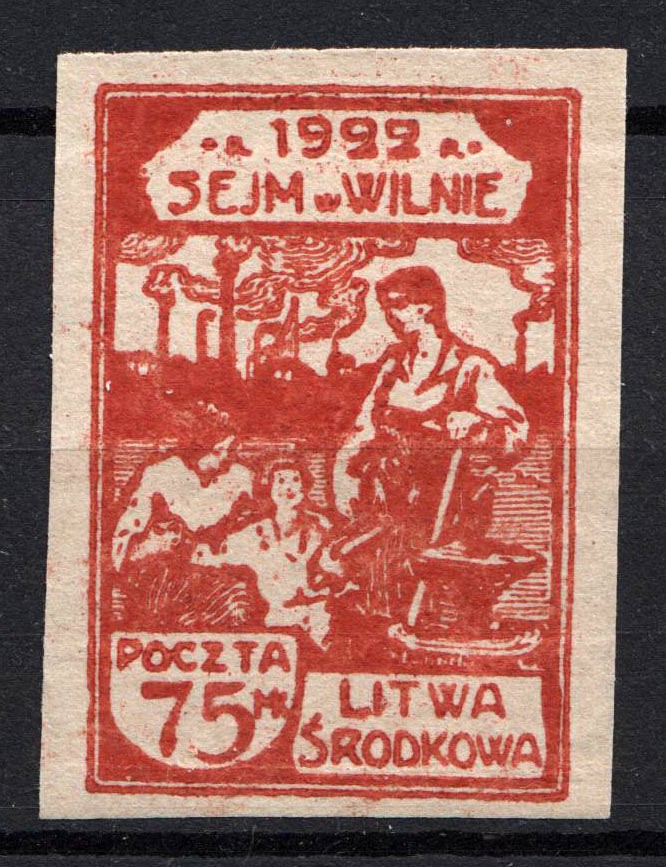 1922
SEJM w WILNIE
POCZTA
75 MK
LITWA
ŚRODKOWA